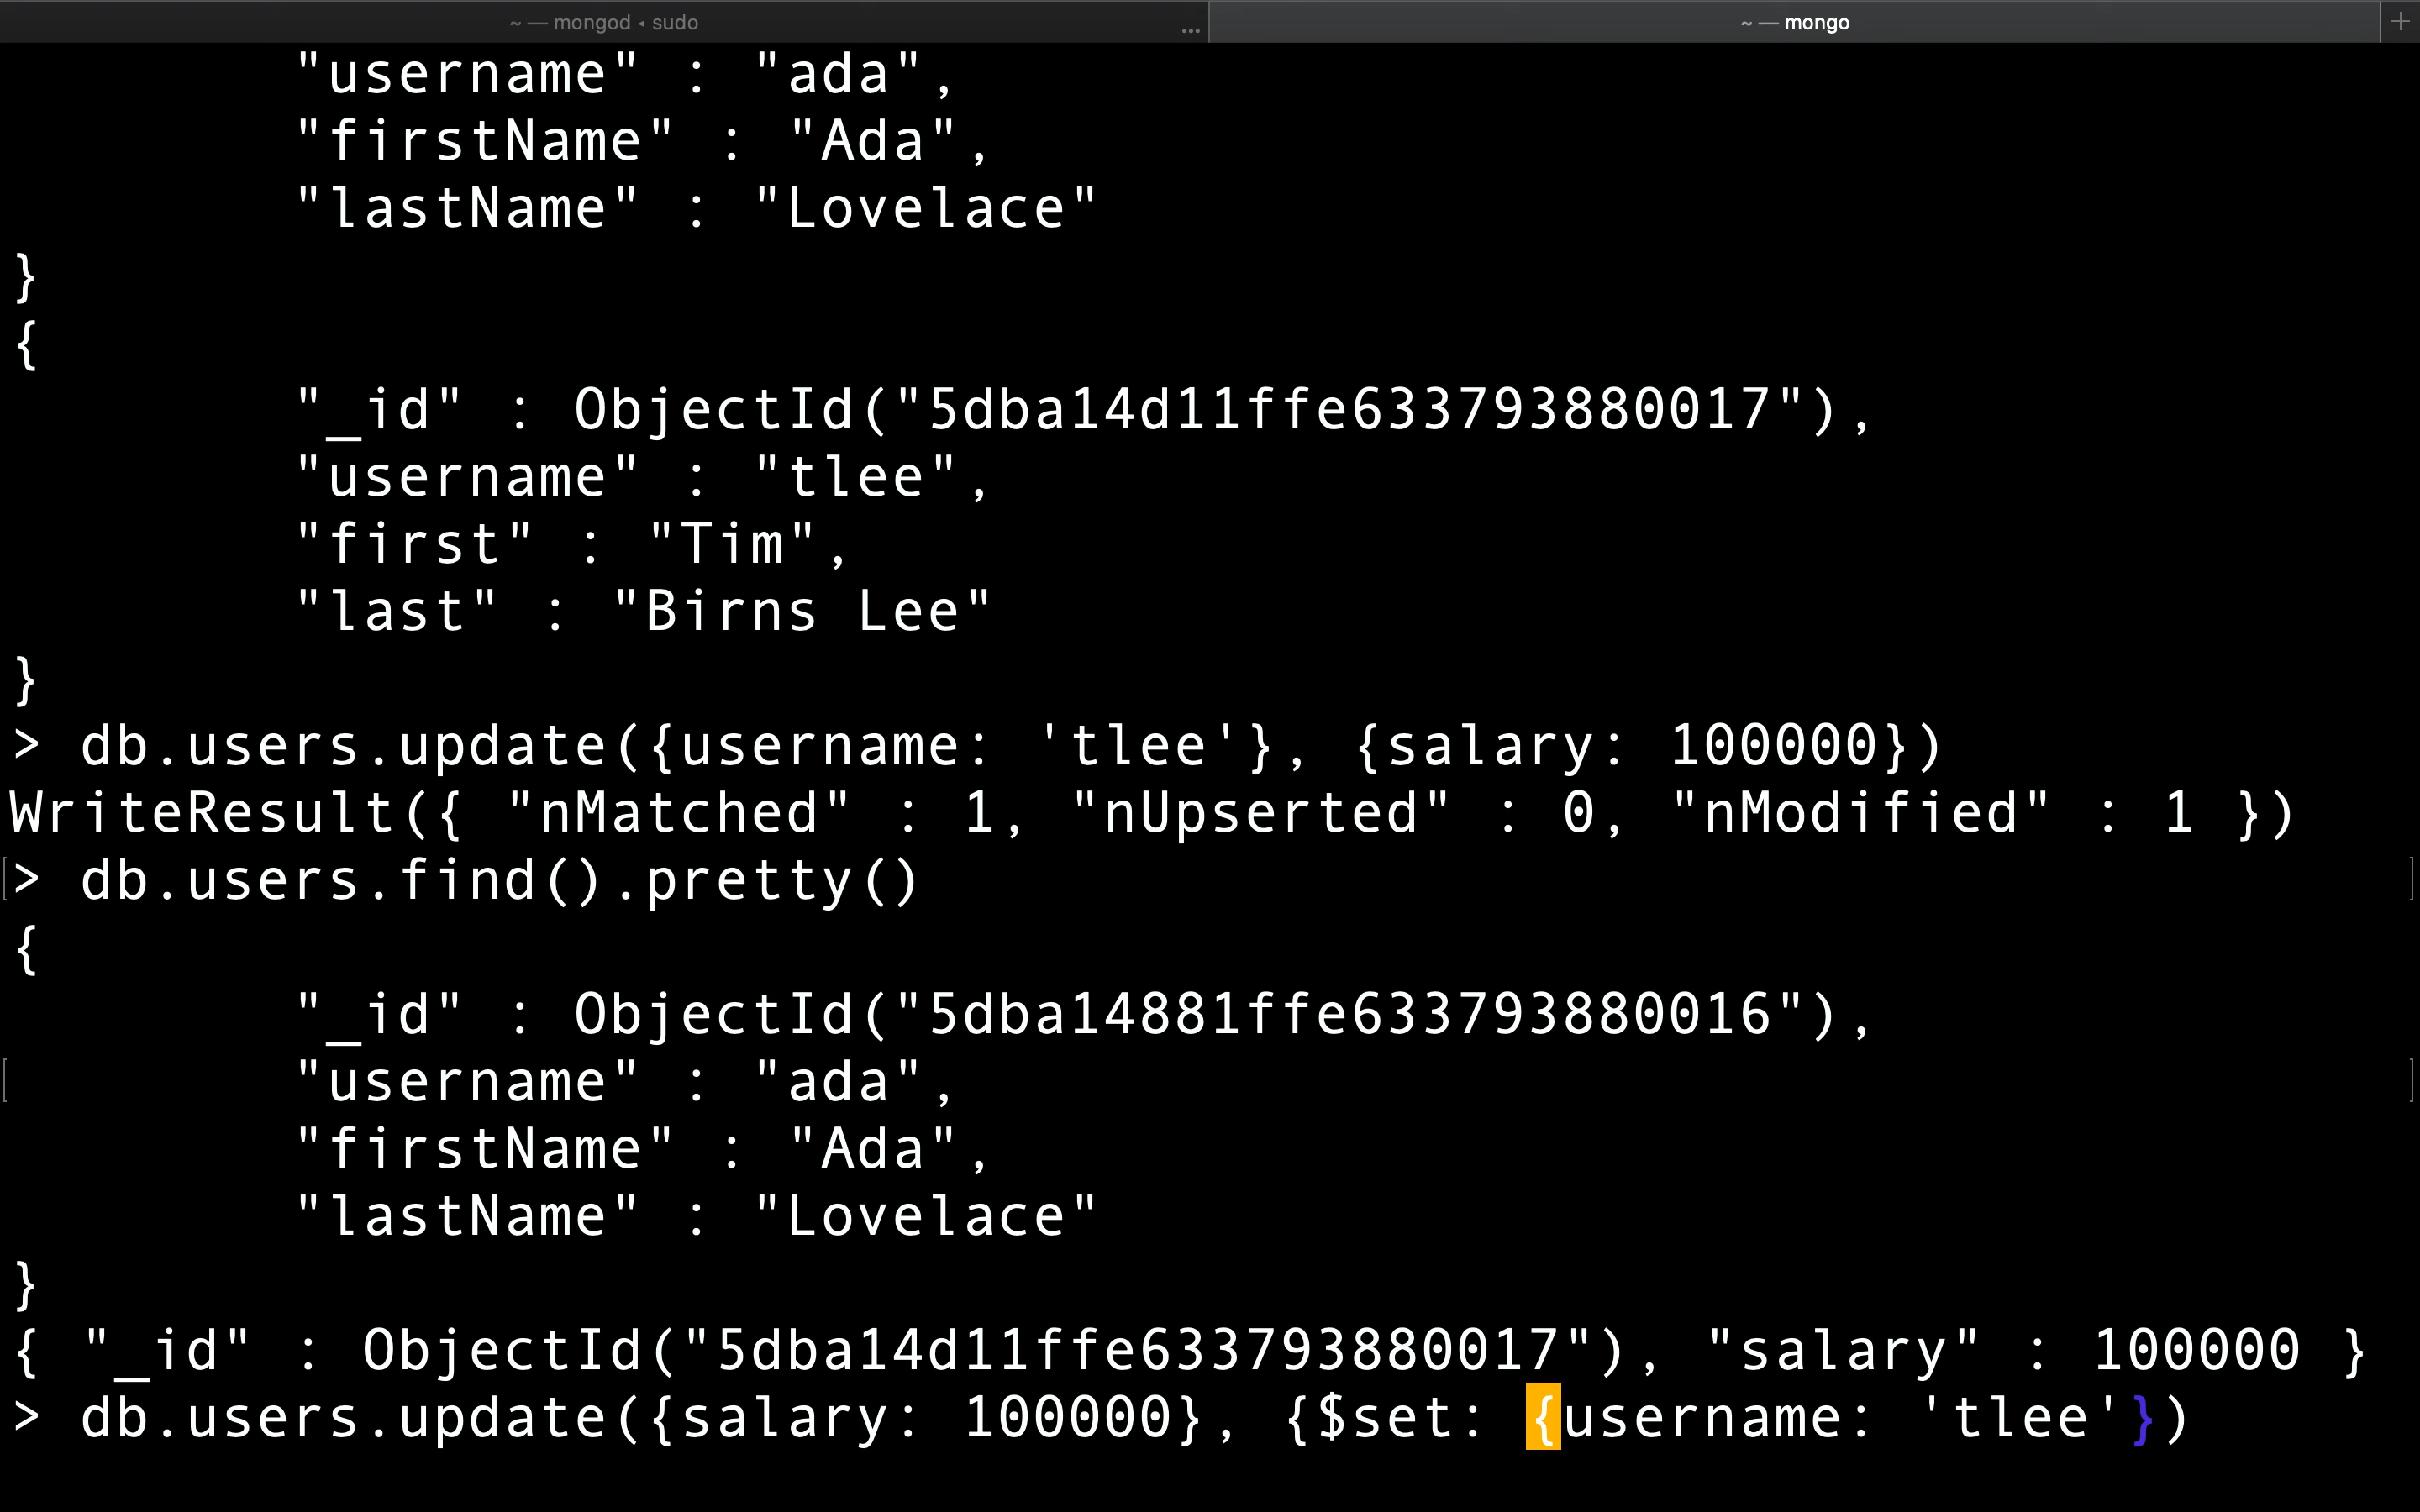 ~ — mongod ◂ sudo ... ~ — mongo +
"username" : "ada",
"firstName" : "Ada",
"lastName" : "Lovelace"
}
{
"_id" : ObjectId("5dba14d11ffe633793880017"),
"username" : "tlee",
"first" : "Tim",
"last" : "Birns Lee"
}
> db.users.update({username: 'tlee'}, {salary: 100000})
WriteResult({ "nMatched" : 1, "nUpserted" : 0, "nModified" : 1 })
[> db.users.find().pretty() ]
{
"_id" : ObjectId("5dba14881ffe633793880016"),
[ "username" : "ada", ]
"firstName" : "Ada",
"lastName" : "Lovelace"
}
{ "_id" : ObjectId("5dba14d11ffe633793880017"), "salary" : 100000 }
> db.users.update({salary: 100000}, {$set: {username: 'tlee'})